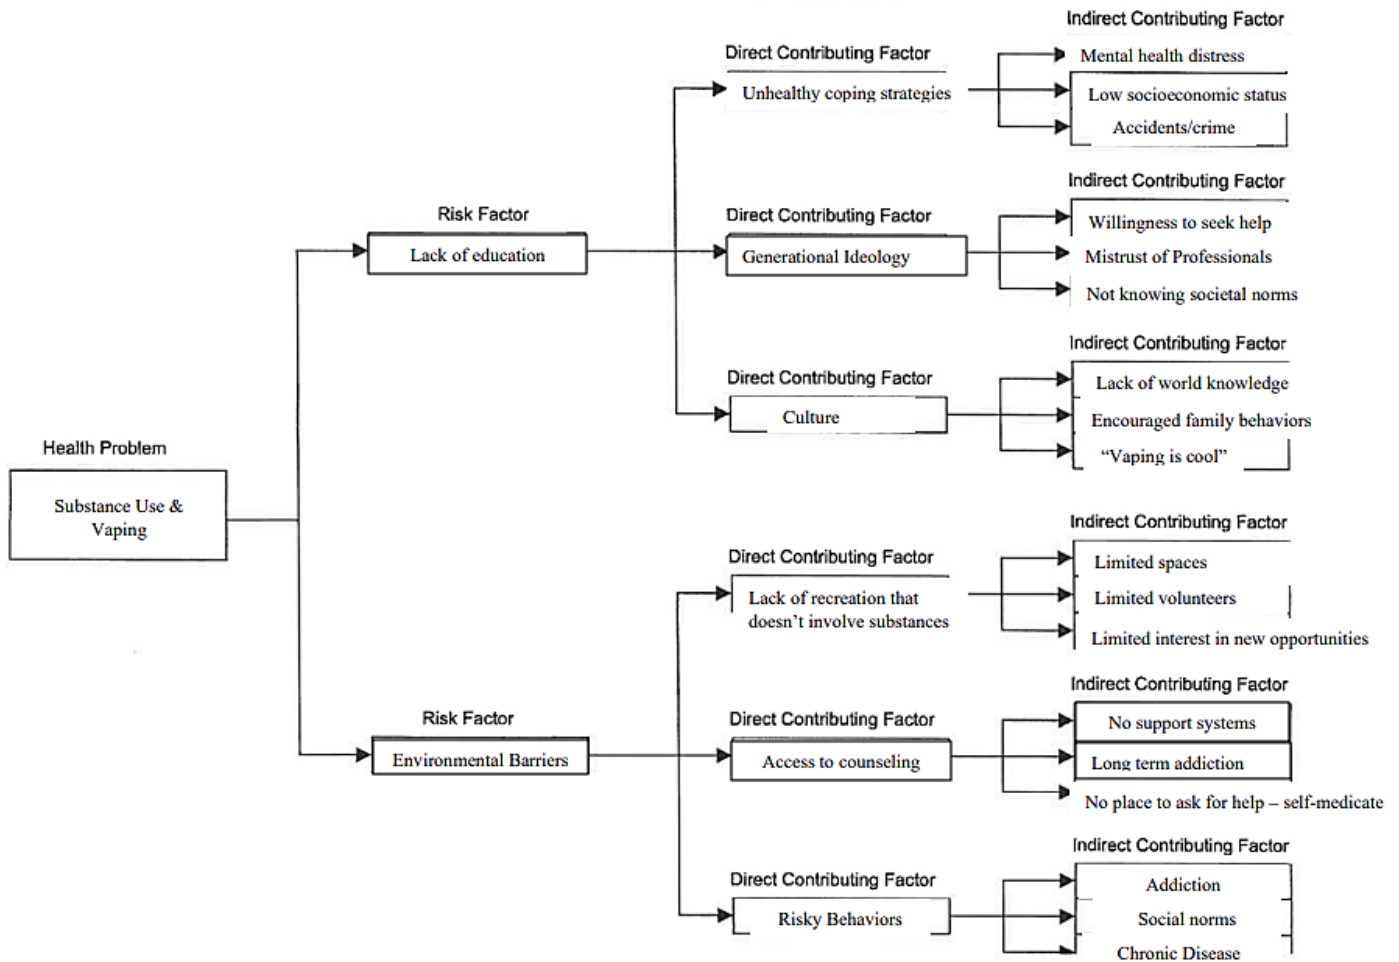 Indirect Contributing Factor
Direct Contributing Factor
Mental health distress
Unhealthy coping strategies
Low socioeconomic status
Accidents/crime
Indirect Contributing Factor
Risk Factor
Direct Contributing Factor
Willingness to seek help
Lack of education
Generational Ideology
Mistrust of Professionals
Not knowing societal norms
Indirect Contributing Factor
Direct Contributing Factor
Lack of world knowledge
Culture
Encouraged family behaviors
“Vaping is cool”
Health Problem
Substance Use &
Vaping
Indirect Contributing Factor
Direct Contributing Factor
Limited spaces
Lack of recreation that
doesn’t involve substances
Limited volunteers
Limited interest in new opportunities
Indirect Contributing Factor
Risk Factor
Direct Contributing Factor
No support systems
Environmental Barriers
Access to counseling
Long term addiction
No place to ask for help – self-medicate
Indirect Contributing Factor
Direct Contributing Factor
Addiction
Risky Behaviors
Social norms
Chronic Disease